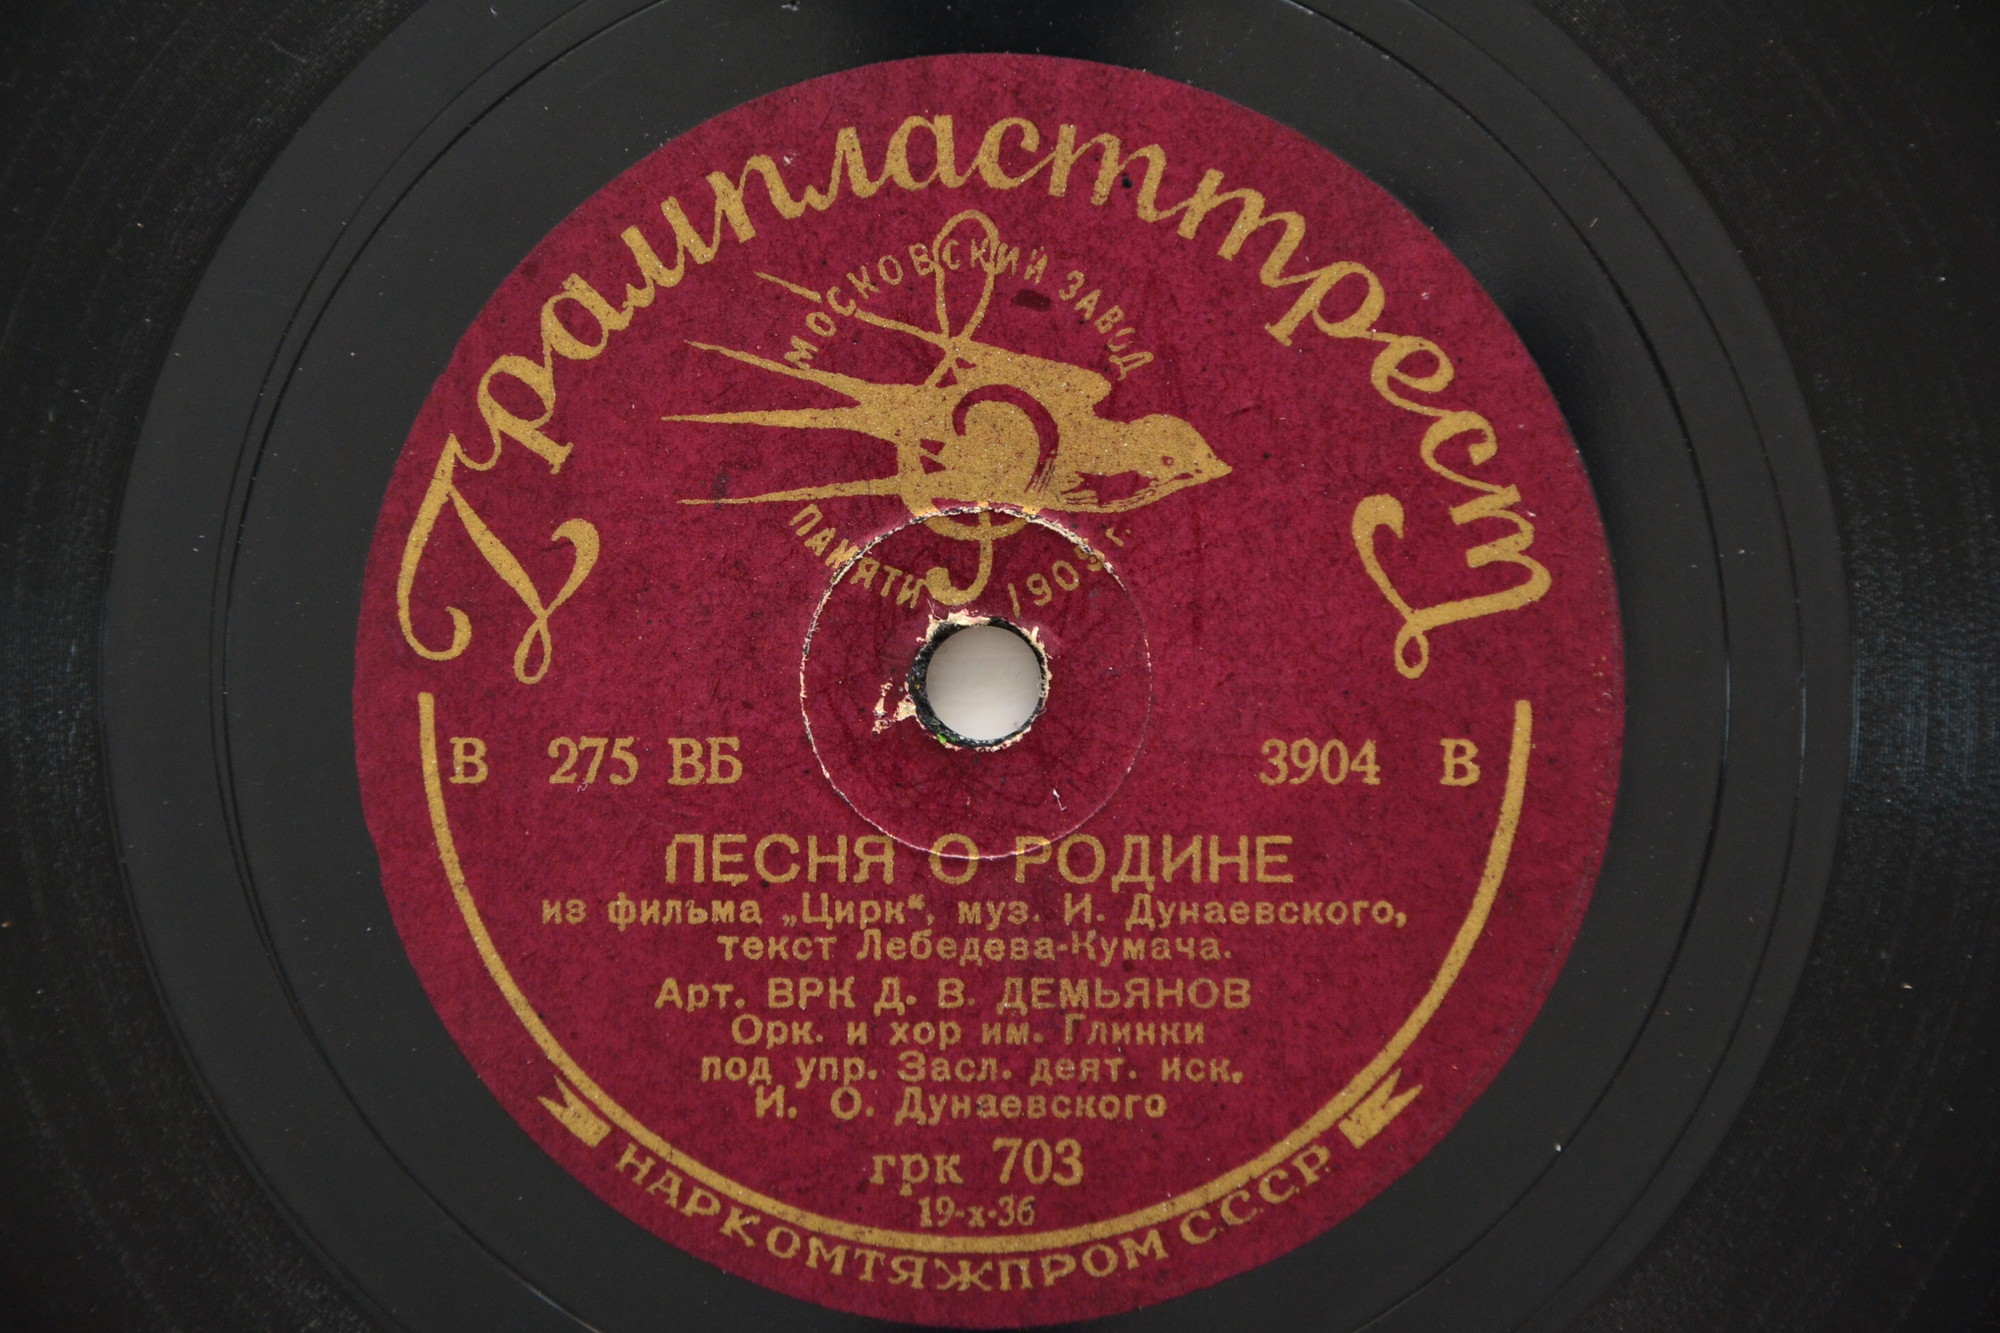 Грампласттрест
МОСКОВСКИЙ ЗАВОД
ПАМЯТИ 1905 г.
В 275 ВБ 3904 В
ПЕСНЯ О РОДИНЕ
из фильма „Цирк“, муз. И. Дунаевского,
текст Лебедева-Кумача.
Арт. ВРК Д. В. ДЕМЬЯНОВ
Орк. и хор им. Глинки
под упр. Засл. деят. иск.
И. О. Дунаевского
грк 703
19-х-36
НАРКОМТЯЖПРОМ СССР